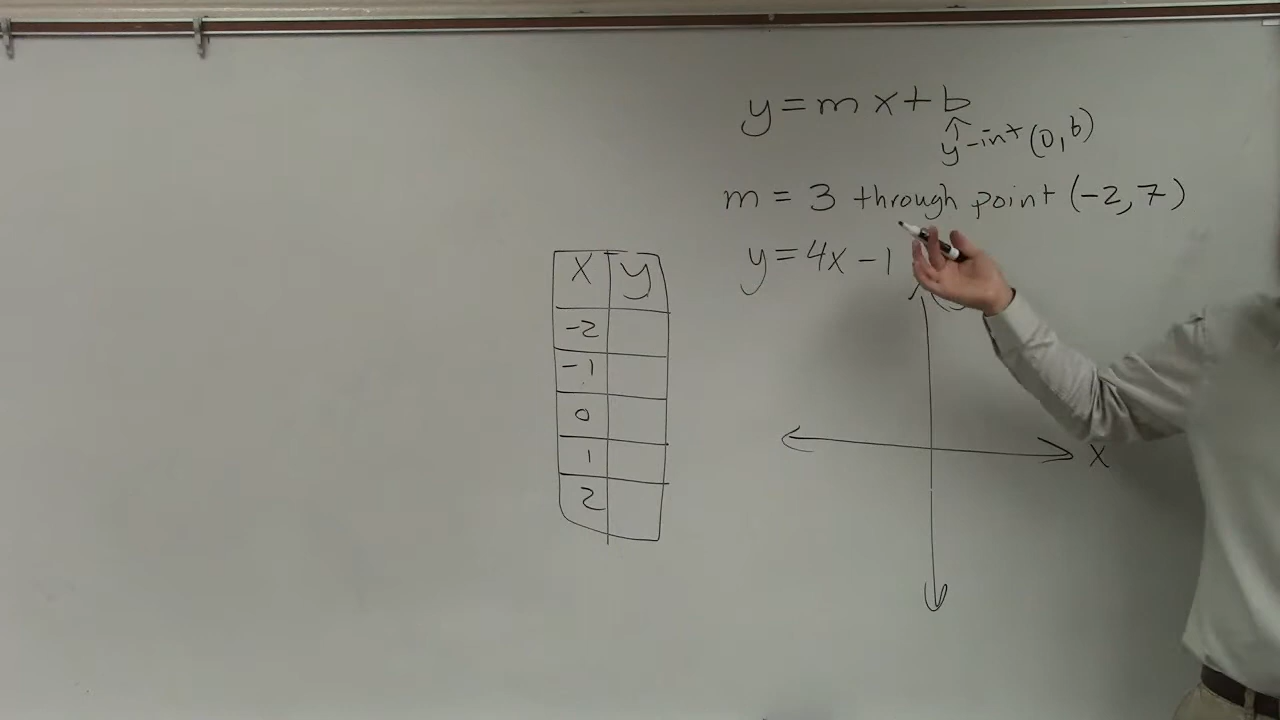 y = mx + b
y-int (0, b)
m = 3 through point (-2, 7)
y = 4x - 1
x y
-2
-1
0
1
2
x